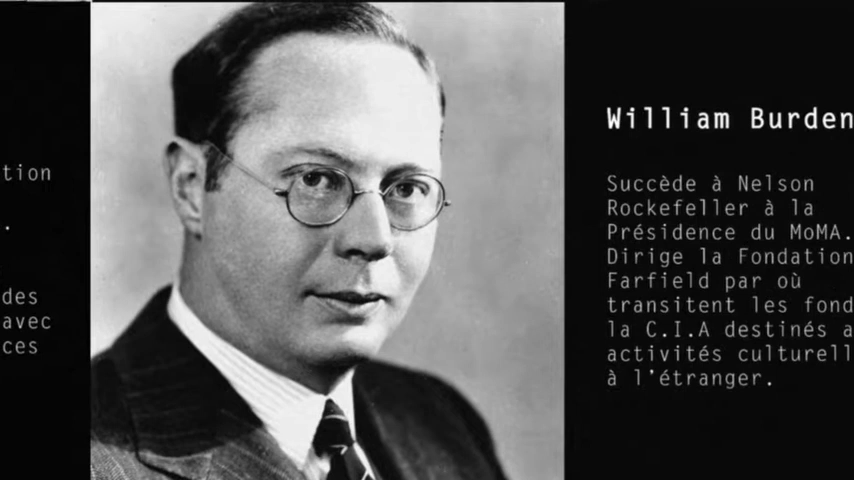 tion
.
des
avec
ces
William Burden
Succède à Nelson
Rockefeller à la
Présidence du MoMA.
Dirige la Fondation
Farfield par où
transitent les fond
la C.I.A destinés a
activités culturell
à l'étranger.